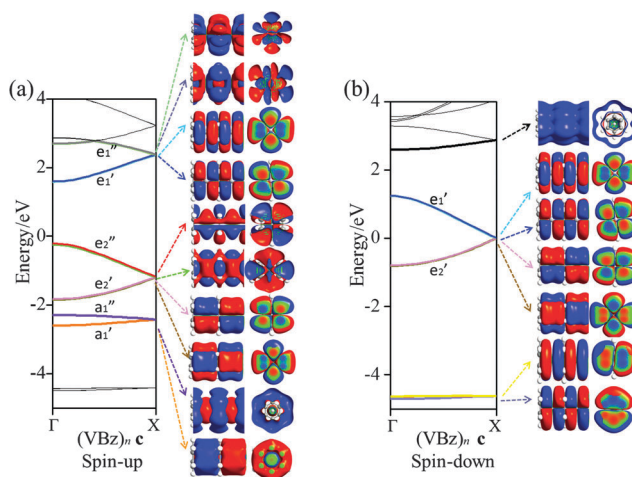 (a)
Energy/eV
4
2
0
-2
-4
e₁″
e₁′
e₂″
e₂′
a₁″
a₁′
Γ
X
(VBz)ₙ c
Spin-up
(b)
Energy/eV
4
2
0
-2
-4
e₁′
e₂′
Γ
X
(VBz)ₙ c
Spin-down